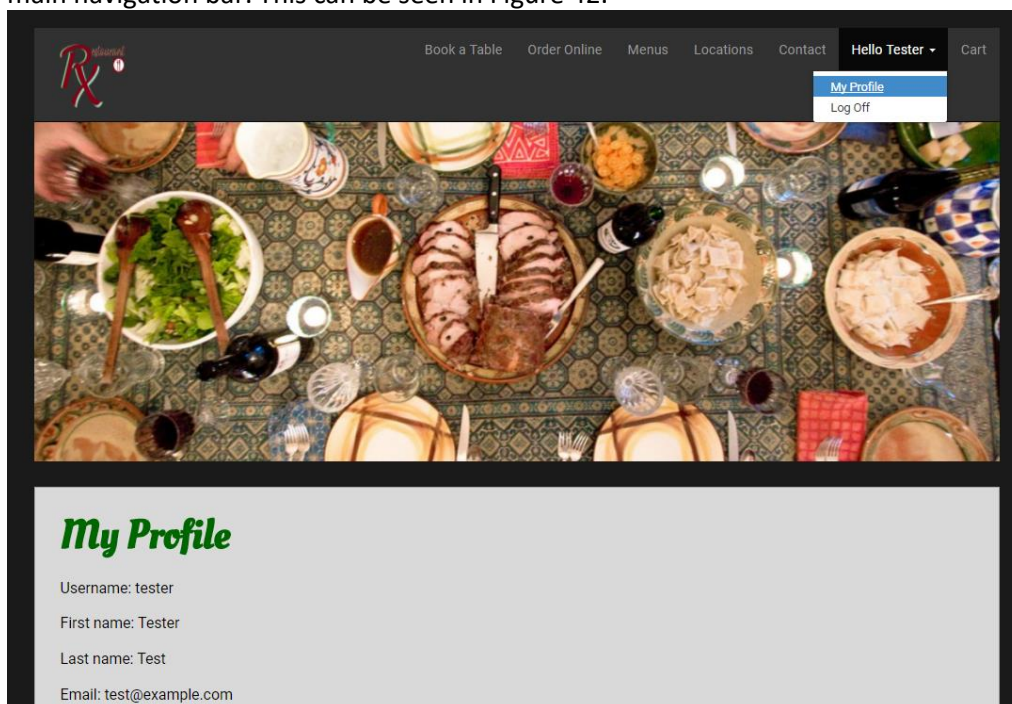 main navigation bar. This can be seen in Figure 42.
Restaurant
RX
Book a Table Order Online Menus Locations Contact Hello Tester Cart
My Profile
Log Off
My Profile
Username: tester
First name: Tester
Last name: Test
Email: test@example.com